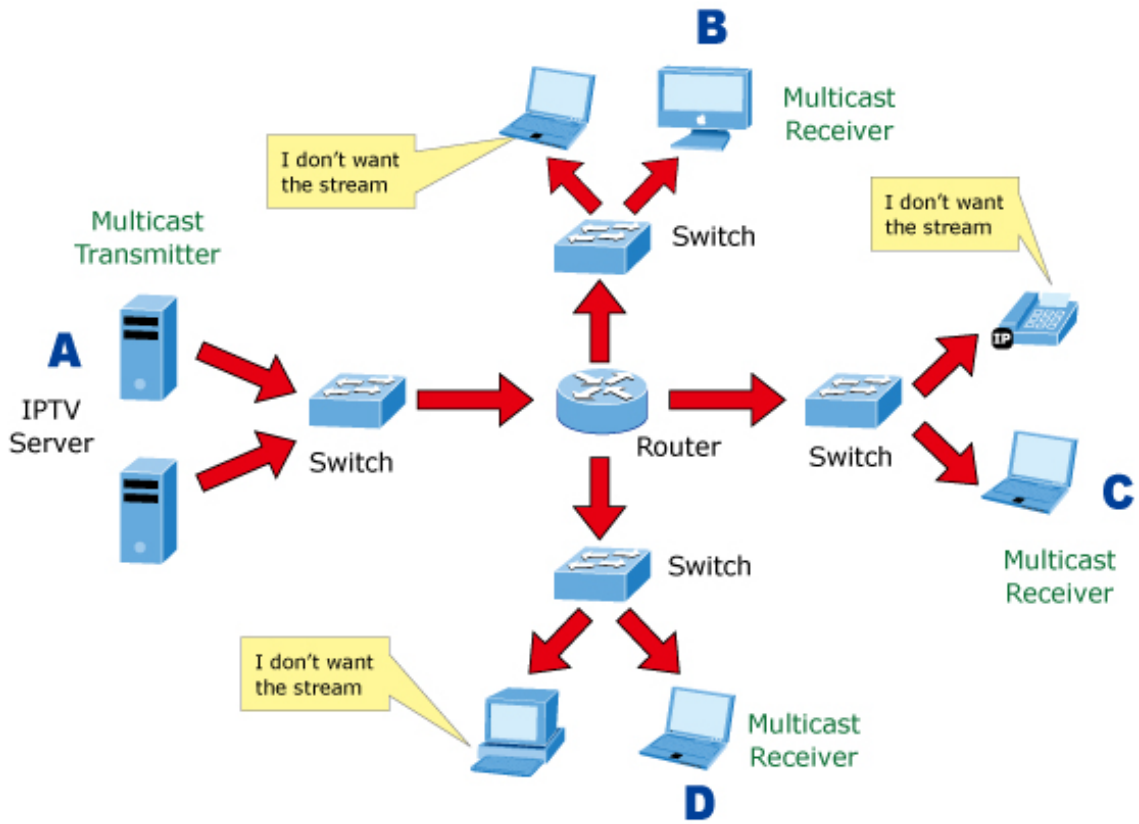 B
Multicast
Receiver
I don't want
the stream
Switch
I don't want
the stream
Multicast
Transmitter
A
IPTV
Server
Switch
Router
Switch
IP
C
Multicast
Receiver
Switch
I don't want
the stream
Multicast
Receiver
D